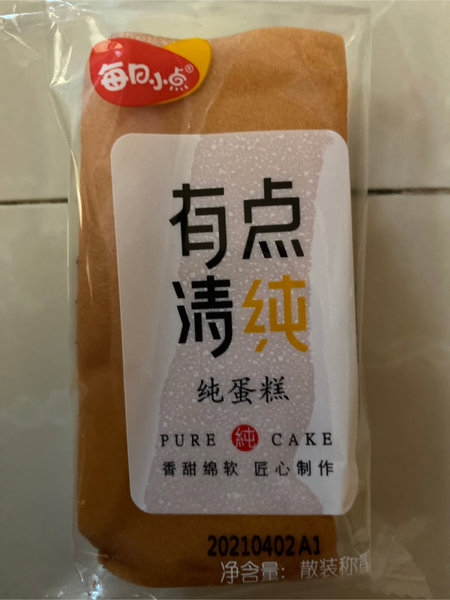 每日小点®
有点
清纯
纯蛋糕
PURE 純 CAKE
香甜绵软 匠心制作
20210402A1
净含量: 散装称